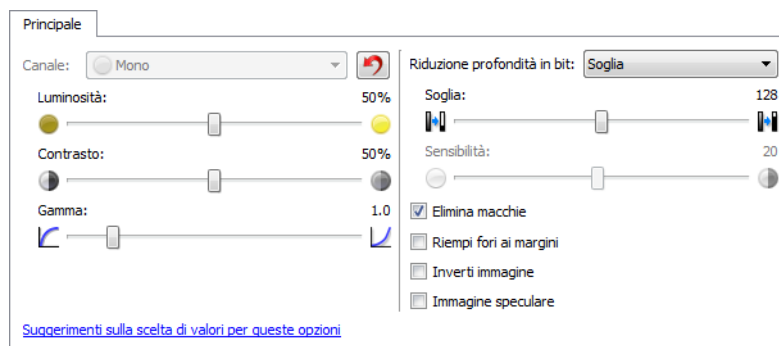 Principale
Canale: Mono
Luminosità: 50%
Contrasto: 50%
Gamma: 1.0
Suggerimenti sulla scelta di valori per queste opzioni
Riduzione profondità in bit: Soglia
Soglia: 128
Sensibilità: 20
Elimina macchie
Riempi fori ai margini
Inverti immagine
Immagine speculare